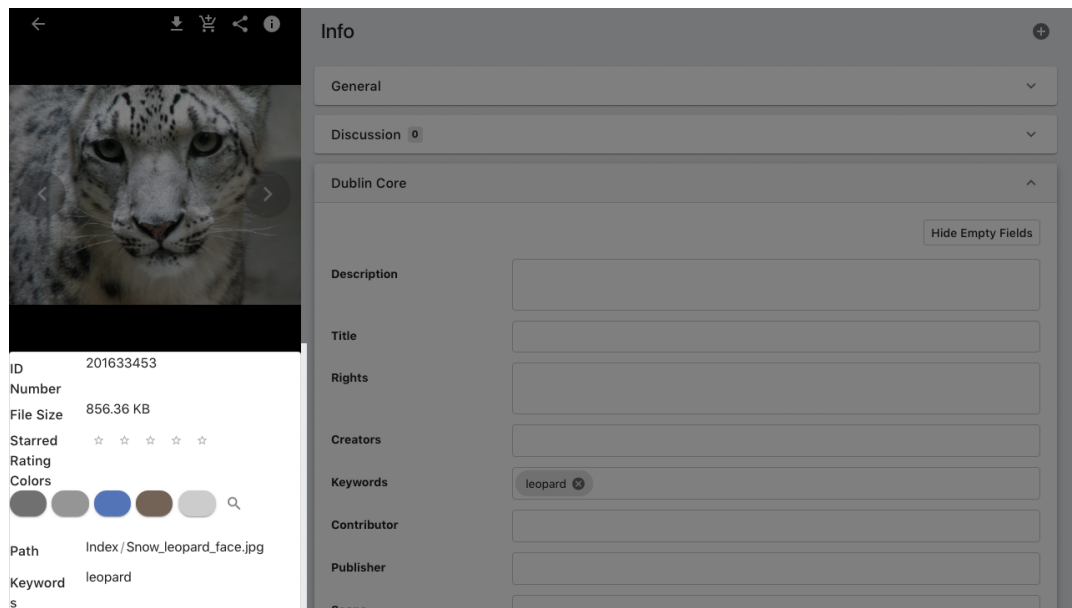 Info
General
Discussion 0
Dublin Core
Hide Empty Fields
Description
Title
Rights
Creators
Keywords leopard
Contributor
Publisher
ID Number 201633453
File Size 856.36 KB
Starred Rating
Colors
Path Index/Snow_leopard_face.jpg
Keywords leopard